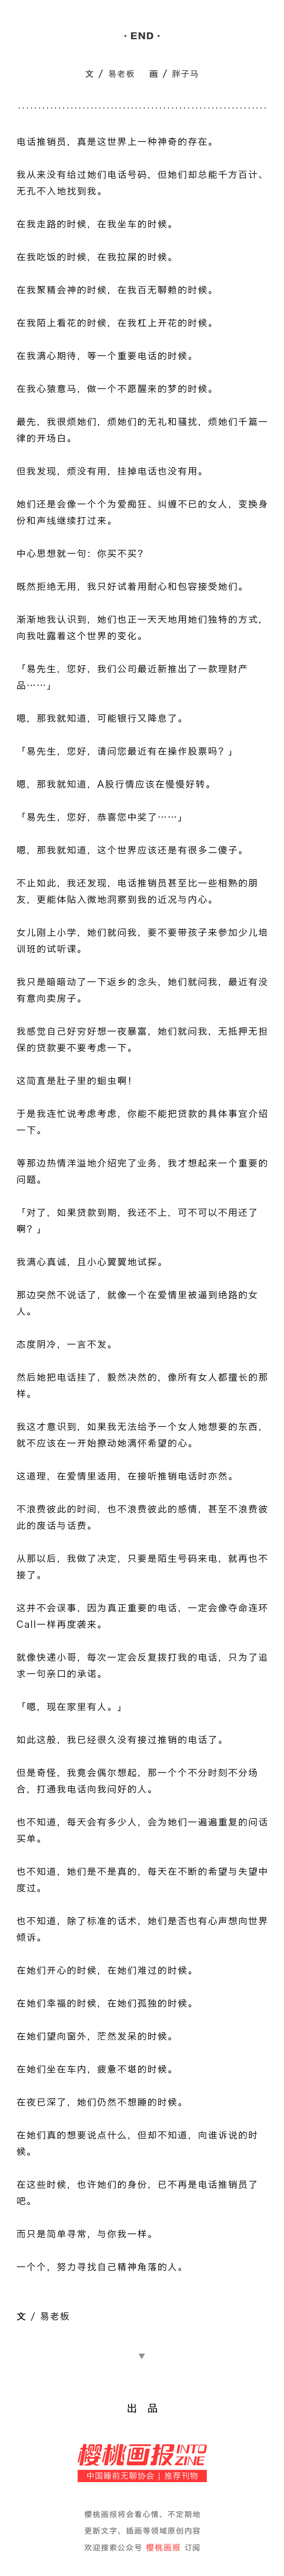 · END ·
文 / 易老板　画 / 胖子马
电话推销员，真是这世界上一种神奇的存在。
我从来没有给过她们电话号码，但她们却总能千方百计、
无孔不入地找到我。
在我走路的时候，在我坐车的时候。
在我吃饭的时候，在我拉屎的时候。
在我聚精会神的时候，在我百无聊赖的时候。
在我陌上看花的时候，在我杠上开花的时候。
在我满心期待，等一个重要电话的时候。
在我心猿意马，做一个不愿醒来的梦的时候。
最先，我很烦她们，烦她们的无礼和骚扰，烦她们千篇一
律的开场白。
但我发现，烦没有用，挂掉电话也没有用。
她们还是会像一个个为爱痴狂、纠缠不已的女人，变换身
份和声线继续打过来。
中心思想就一句：你买不买？
既然拒绝无用，我只好试着用耐心和包容接受她们。
渐渐地我认识到，她们也正一天天地用她们独特的方式，
向我吐露着这个世界的变化。
「易先生，您好，我们公司最近新推出了一款理财产
品……」
嗯，那我就知道，可能银行又降息了。
「易先生，您好，请问您最近有在操作股票吗？」
嗯，那我就知道，A股行情应该在慢慢好转。
「易先生，您好，恭喜您中奖了……」
嗯，那我就知道，这个世界应该还是有很多二傻子。
不止如此，我还发现，电话推销员甚至比一些相熟的朋
友，更能体贴入微地洞察到我的近况与内心。
女儿刚上小学，她们就问我，要不要带孩子来参加少儿培
训班的试听课。
我只是暗暗动了一下返乡的念头，她们就问我，最近有没
有意向卖房子。
我感觉自己好穷好想一夜暴富，她们就问我，无抵押无担
保的贷款要不要考虑一下。
这简直是肚子里的蛔虫啊！
于是我连忙说考虑考虑，你能不能把贷款的具体事宜介绍
一下。
等那边热情洋溢地介绍完了业务，我才想起来一个重要的
问题。
「对了，如果贷款到期，我还不上，可不可以不用还了
啊？」
我满心真诚，且小心翼翼地试探。
那边突然不说话了，就像一个在爱情里被逼到绝路的女
人。
态度阴冷，一言不发。
然后她把电话挂了，毅然决然的，像所有女人都擅长的那
样。
我这才意识到，如果我无法给予一个女人她想要的东西，
就不应该在一开始撩动她满怀希望的心。
这道理，在爱情里适用，在接听推销电话时亦然。
不浪费彼此的时间，也不浪费彼此的感情，甚至不浪费彼
此的废话与话费。
从那以后，我做了决定，只要是陌生号码来电，就再也不
接了。
这并不会误事，因为真正重要的电话，一定会像夺命连环
Call一样再度袭来。
就像快递小哥，每次一定会反复拨打我的电话，只为了追
求一句亲口的承诺。
「嗯，现在家里有人。」
如此这般，我已经很久没有接过推销的电话了。
但是奇怪，我竟会偶尔想起，那一个个不分时刻不分场
合，打通我电话向我问好的人。
也不知道，每天会有多少人，会为她们一遍遍重复的问话
买单。
也不知道，她们是不是真的，每天在不断的希望与失望中
度过。
也不知道，除了标准的话术，她们是否也有心声想向世界
倾诉。
在她们开心的时候，在她们难过的时候。
在她们幸福的时候，在她们孤独的时候。
在她们望向窗外，茫然发呆的时候。
在她们坐在车内，疲惫不堪的时候。
在夜已深了，她们仍然不想睡的时候。
在她们真的想要说点什么，但却不知道，向谁诉说的时
候。
在这些时候，也许她们的身份，已不再是电话推销员了
吧。
而只是简单寻常，与你我一样。
一个个，努力寻找自己精神角落的人。
文 / 易老板
出 品
樱桃画报INTO
ZINE
中国睡前无聊协会 | 推荐刊物
樱桃画报将会看心情、不定期地
更新文字、插画等领域原创内容
欢迎搜索公众号 樱桃画报 订阅